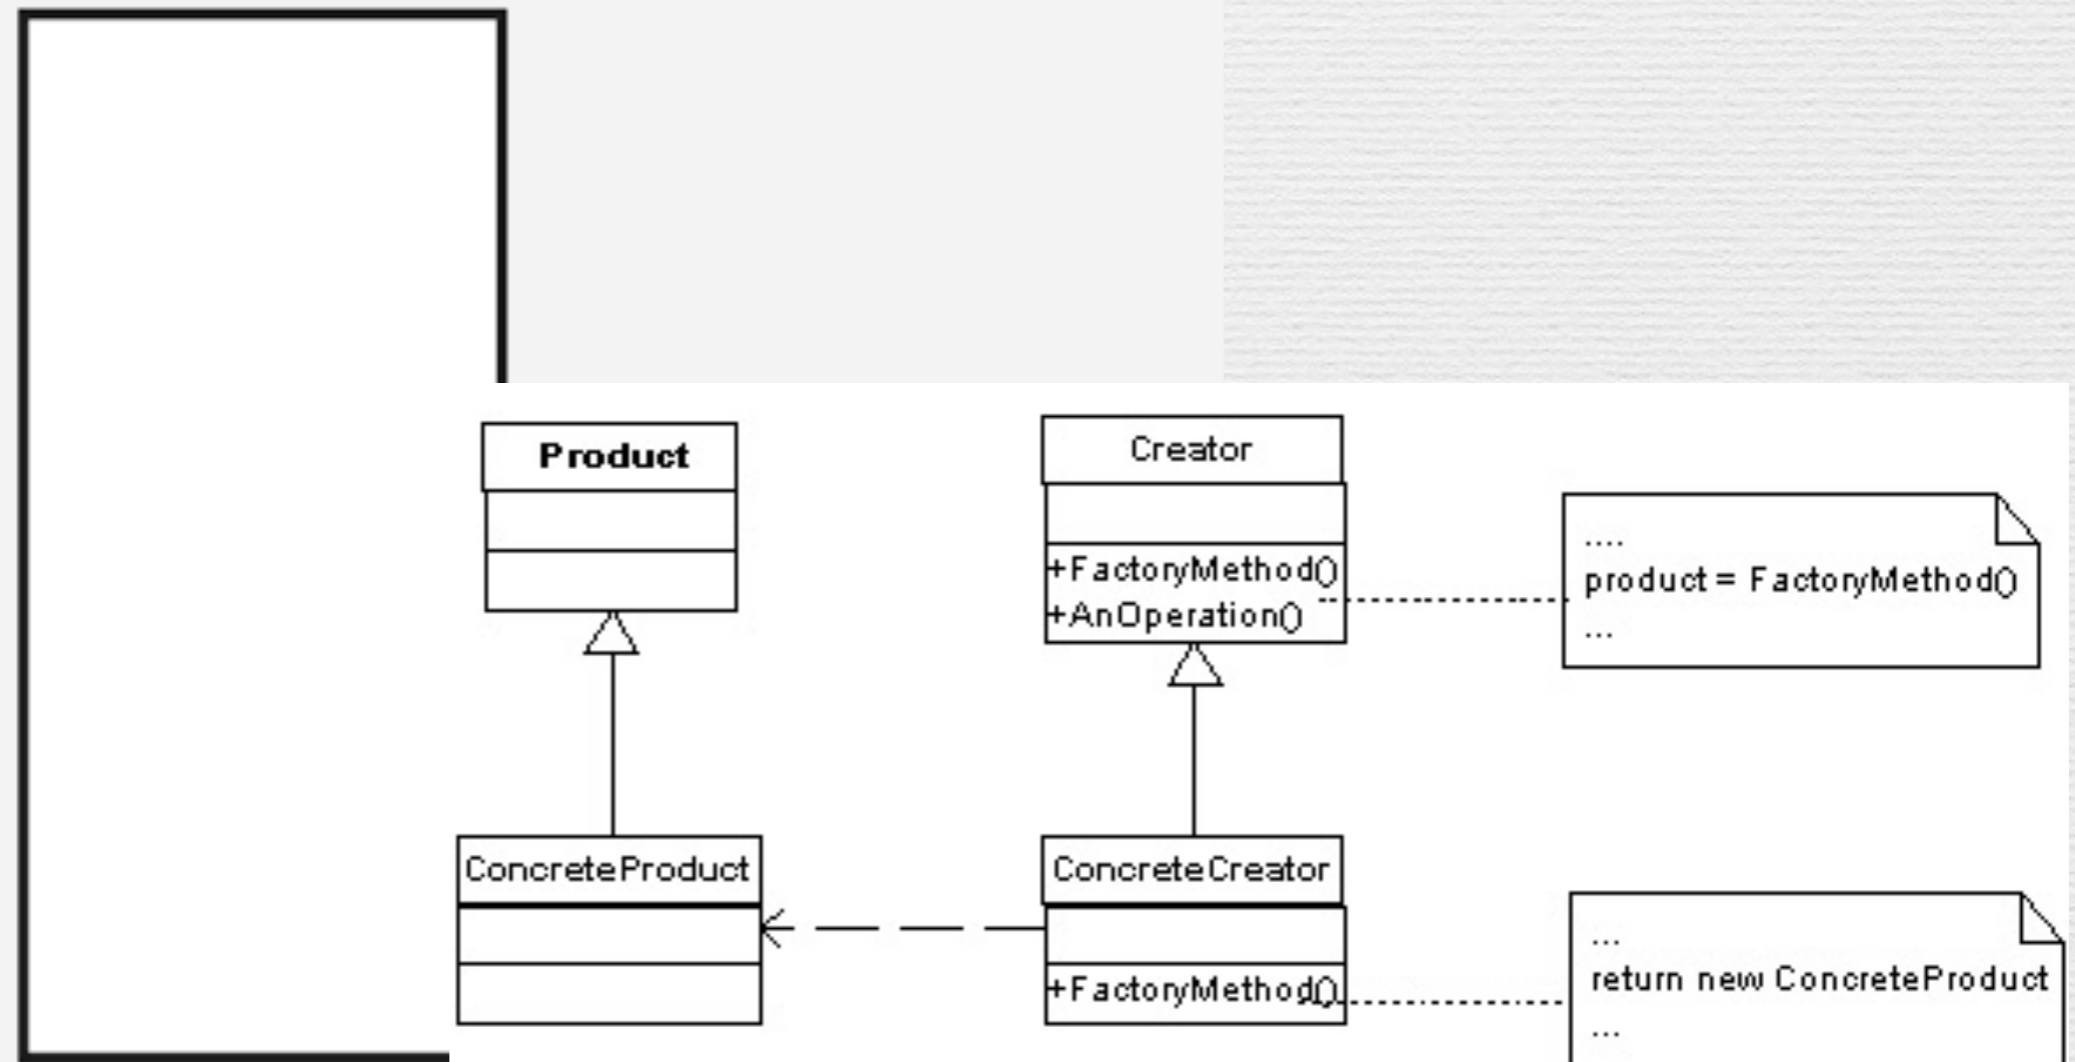 Product
Creator
+FactoryMethod()
+AnOperation()
....
product = FactoryMethod()
...
ConcreteProduct
ConcreteCreator
+FactoryMethod()
...
return new ConcreteProduct
...